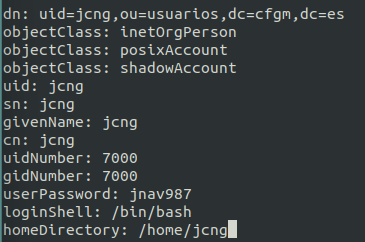 dn: uid=jcng,ou=usuarios,dc=cfgm,dc=es
objectClass: inetOrgPerson
objectClass: posixAccount
objectClass: shadowAccount
uid: jcng
sn: jcng
givenName: jcng
cn: jcng
uidNumber: 7000
gidNumber: 7000
userPassword: jnav987
loginShell: /bin/bash
homeDirectory: /home/jcng